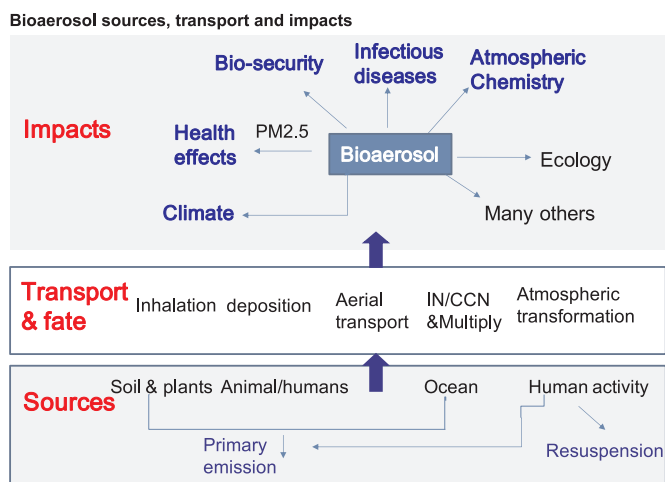 Bioaerosol sources, transport and impacts
Impacts
Bio-security
Infectious
diseases
Atmospheric
Chemistry
Health
effects
PM2.5
Bioaerosol
Ecology
Climate
Many others
Transport
& fate
Inhalation
deposition
Aerial
transport
IN/CCN
&Multiply
Atmospheric
transformation
Sources
Soil & plants
Animal/humans
Ocean
Human activity
Primary
emission
Resuspension